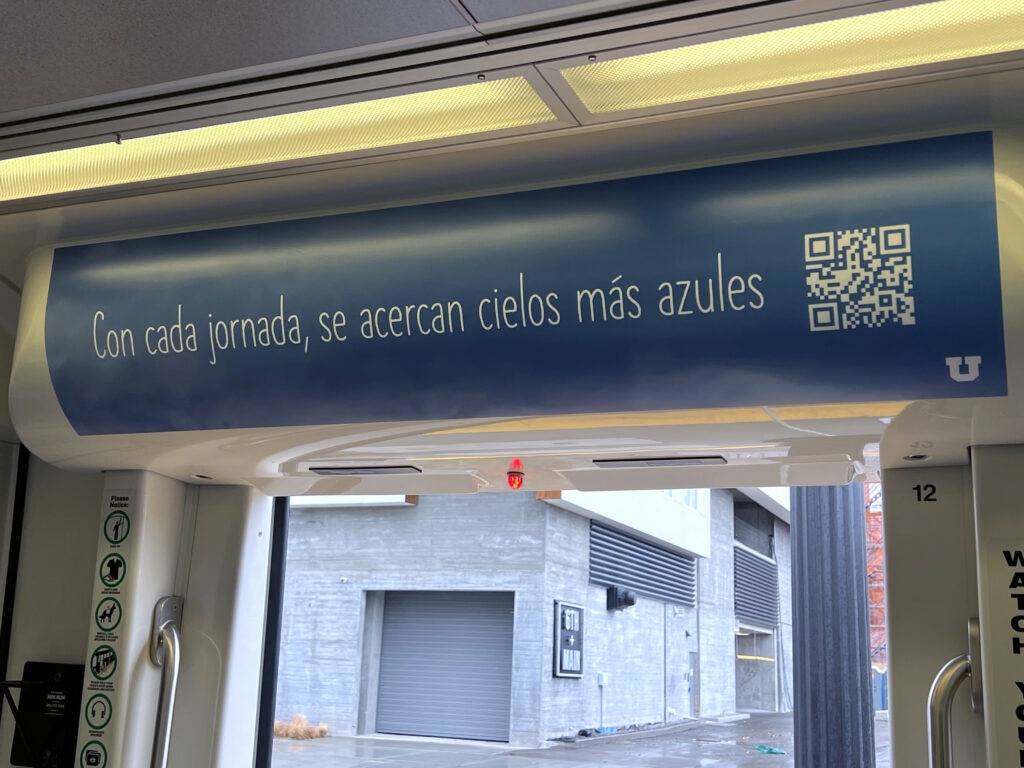 Con cada jornada, se acercan cielos más azules
U
12
Please
Notice:
W
A
T
C
H
Y
O
U